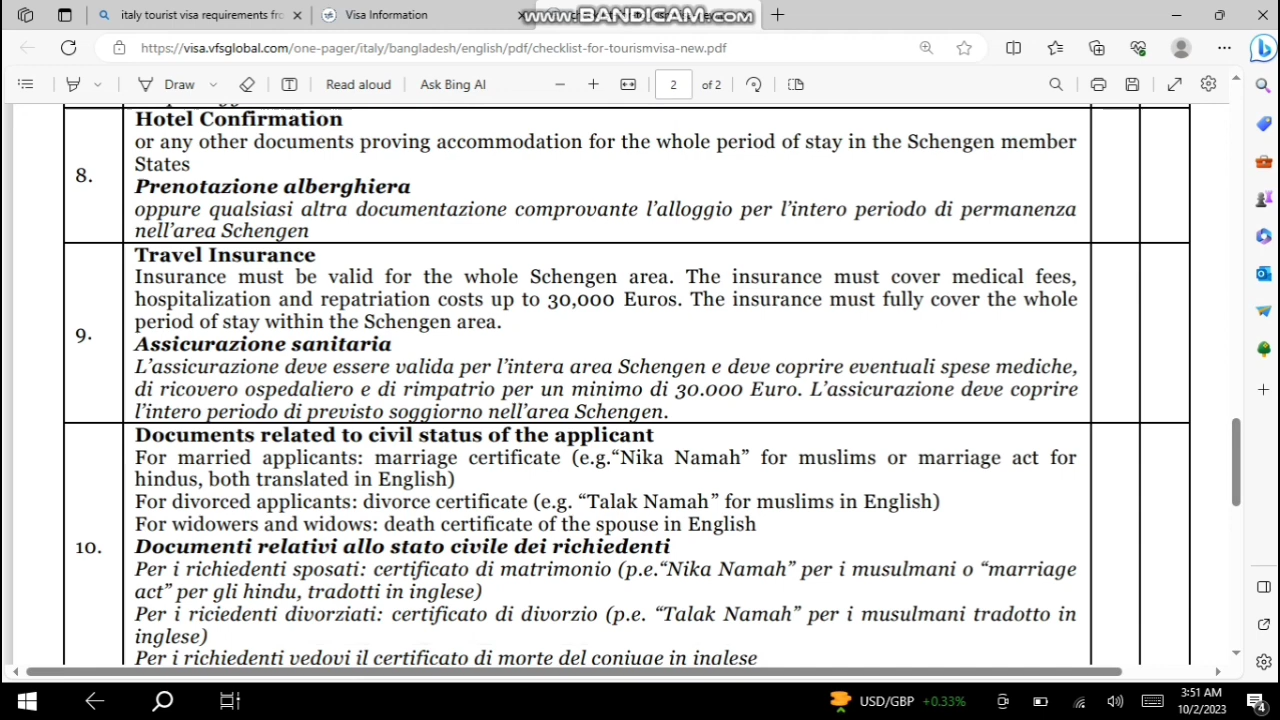 italy tourist visa requirements fro
Visa Information
www.BANDICAM.com
https://visa.vfsglobal.com/one-pager/italy/bangladesh/english/pdf/checklist-for-tourismvisa-new.pdf
Draw
Read aloud
Ask Bing AI
2
of 2
8.
Hotel Confirmation
or any other documents proving accommodation for the whole period of stay in the Schengen member
States
Prenotazione alberghiera
oppure qualsiasi altra documentazione comprovante l'alloggio per l'intero periodo di permanenza
nell'area Schengen
9.
Travel Insurance
Insurance must be valid for the whole Schengen area. The insurance must cover medical fees,
hospitalization and repatriation costs up to 30,000 Euros. The insurance must fully cover the whole
period of stay within the Schengen area.
Assicurazione sanitaria
L'assicurazione deve essere valida per l'intera area Schengen e deve coprire eventuali spese mediche,
di ricovero ospedaliero e di rimpatrio per un minimo di 30.000 Euro. L'assicurazione deve coprire
l'intero periodo di previsto soggiorno nell'area Schengen.
10.
Documents related to civil status of the applicant
For married applicants: marriage certificate (e.g.“Nika Namah” for muslims or marriage act for
hindus, both translated in English)
For divorced applicants: divorce certificate (e.g. “Talak Namah” for muslims in English)
For widowers and widows: death certificate of the spouse in English
Documenti relativi allo stato civile dei richiedenti
Per i richiedenti sposati: certificato di matrimonio (p.e.“Nika Namah” per i musulmani o “marriage
act” per gli hindu, tradotti in inglese)
Per i riciedenti divorziati: certificato di divorzio (p.e. “Talak Namah” per i musulmani tradotto in
inglese)
Per i richiedenti vedovi il certificato di morte del coniuge in inglese
USD/GBP +0.33%
3:51 AM
10/2/2023
4